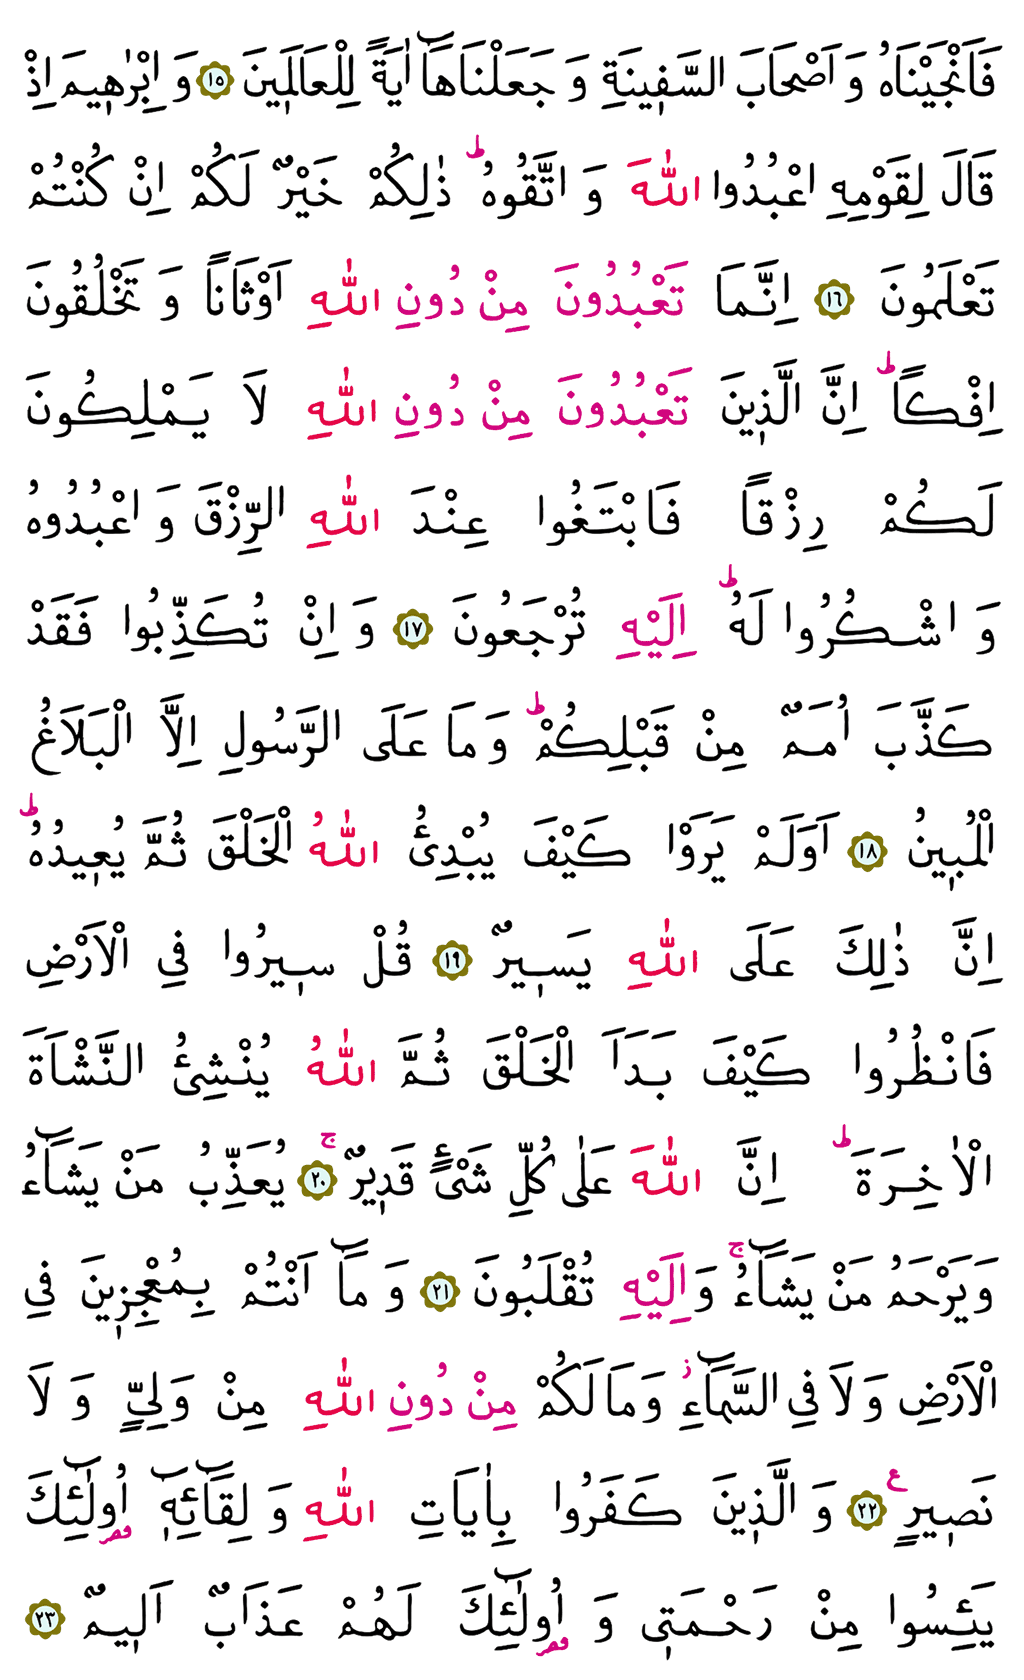 فَاَنْجَيْنَاهُ وَ اَصْحَابَ السَّفٖينَةِ وَ جَعَلْنَاهَٓا اٰيَةً لِلْعَالَمٖينَ ١٥ وَ اِبْرٰهٖيمَ اِذْ
قَالَ لِقَوْمِهِ اعْبُدُوا اللّٰهَ وَ اتَّقُوهُ ؕ ذٰلِكُمْ خَيْرٌ لَكُمْ اِنْ كُنْتُمْ
تَعْلَمُونَ ١٦ اِنَّمَا تَعْبُدُونَ مِنْ دُونِ اللّٰهِ اَوْثَانًا وَ تَخْلُقُونَ
اِفْكًا ؕ اِنَّ الَّذٖينَ تَعْبُدُونَ مِنْ دُونِ اللّٰهِ لَا يَمْلِكُونَ
لَكُمْ رِزْقًا فَابْتَغُوا عِنْدَ اللّٰهِ الرِّزْقَ وَ اعْبُدُوهُ
وَ اشْكُرُوا لَهُ ؕ اِلَيْهِ تُرْجَعُونَ ١٧ وَ اِنْ تُكَذِّبُوا فَقَدْ
كَذَّبَ اُمَمٌ مِنْ قَبْلِكُمْ ؕ وَ مَا عَلَى الرَّسُولِ اِلَّا الْبَلَاغُ
الْمُبٖينُ ١٨ اَوَلَمْ يَرَوْا كَيْفَ يُبْدِئُ اللّٰهُ الْخَلْقَ ثُمَّ يُعٖيدُهُ ؕ
اِنَّ ذٰلِكَ عَلَى اللّٰهِ يَسٖيرٌ ١٩ قُلْ سٖيرُوا فِي الْاَرْضِ
فَانْظُرُوا كَيْفَ بَدَاَ الْخَلْقَ ثُمَّ اللّٰهُ يُنْشِئُ النَّشْاَةَ
الْاٰخِرَةَ ؕ اِنَّ اللّٰهَ عَلٰى كُلِّ شَیْءٍ قَدٖيرٌ ۚ ٢٠ يُعَذِّبُ مَنْ يَشَٓاءُ
وَ يَرْحَمُ مَنْ يَشَٓاءُ ۚ وَ اِلَيْهِ تُقْلَبُونَ ٢١ وَ مَٓا اَنْتُمْ بِمُعْجِزٖينَ فِي
الْاَرْضِ وَ لَا فِي السَّمَٓاءِ ز وَ مَا لَكُمْ مِنْ دُونِ اللّٰهِ مِنْ وَلِیٍّ وَ لَا
نَصٖيرٍ ع ٢٢ وَ الَّذٖينَ كَفَرُوا بِاٰيَاتِ اللّٰهِ وَ لِقَٓائِهٖٓ اُولٰٓئِكَ قصر
يَئِسُوا مِنْ رَحْمَتٖى وَ اُولٰٓئِكَ قصر لَهُمْ عَذَابٌ اَلٖيمٌ ٢٣